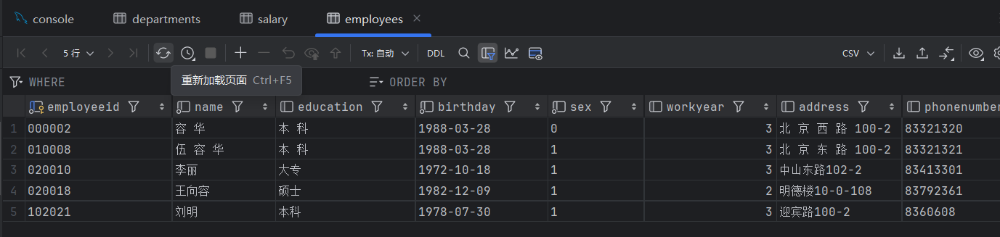 console departments salary employees
5 行 Tx: 自动 DDL CSV
重新加载页面 Ctrl+F5
WHERE ORDER BY
employeeid name education birthday sex workyear address phonenumber
1 000002 容 华 本 科 1988-03-28 0 3 北 京 西 路 100-2 83321320
2 010008 伍 容 华 本 科 1988-03-28 1 3 北 京 东 路 100-2 83321321
3 020010 李丽 大专 1972-10-18 1 3 中山东路102-2 83413301
4 020018 王向容 硕士 1982-12-09 1 2 明德楼10-0-108 83792361
5 102021 刘明 本科 1978-07-30 1 3 迎宾路100-2 8360608